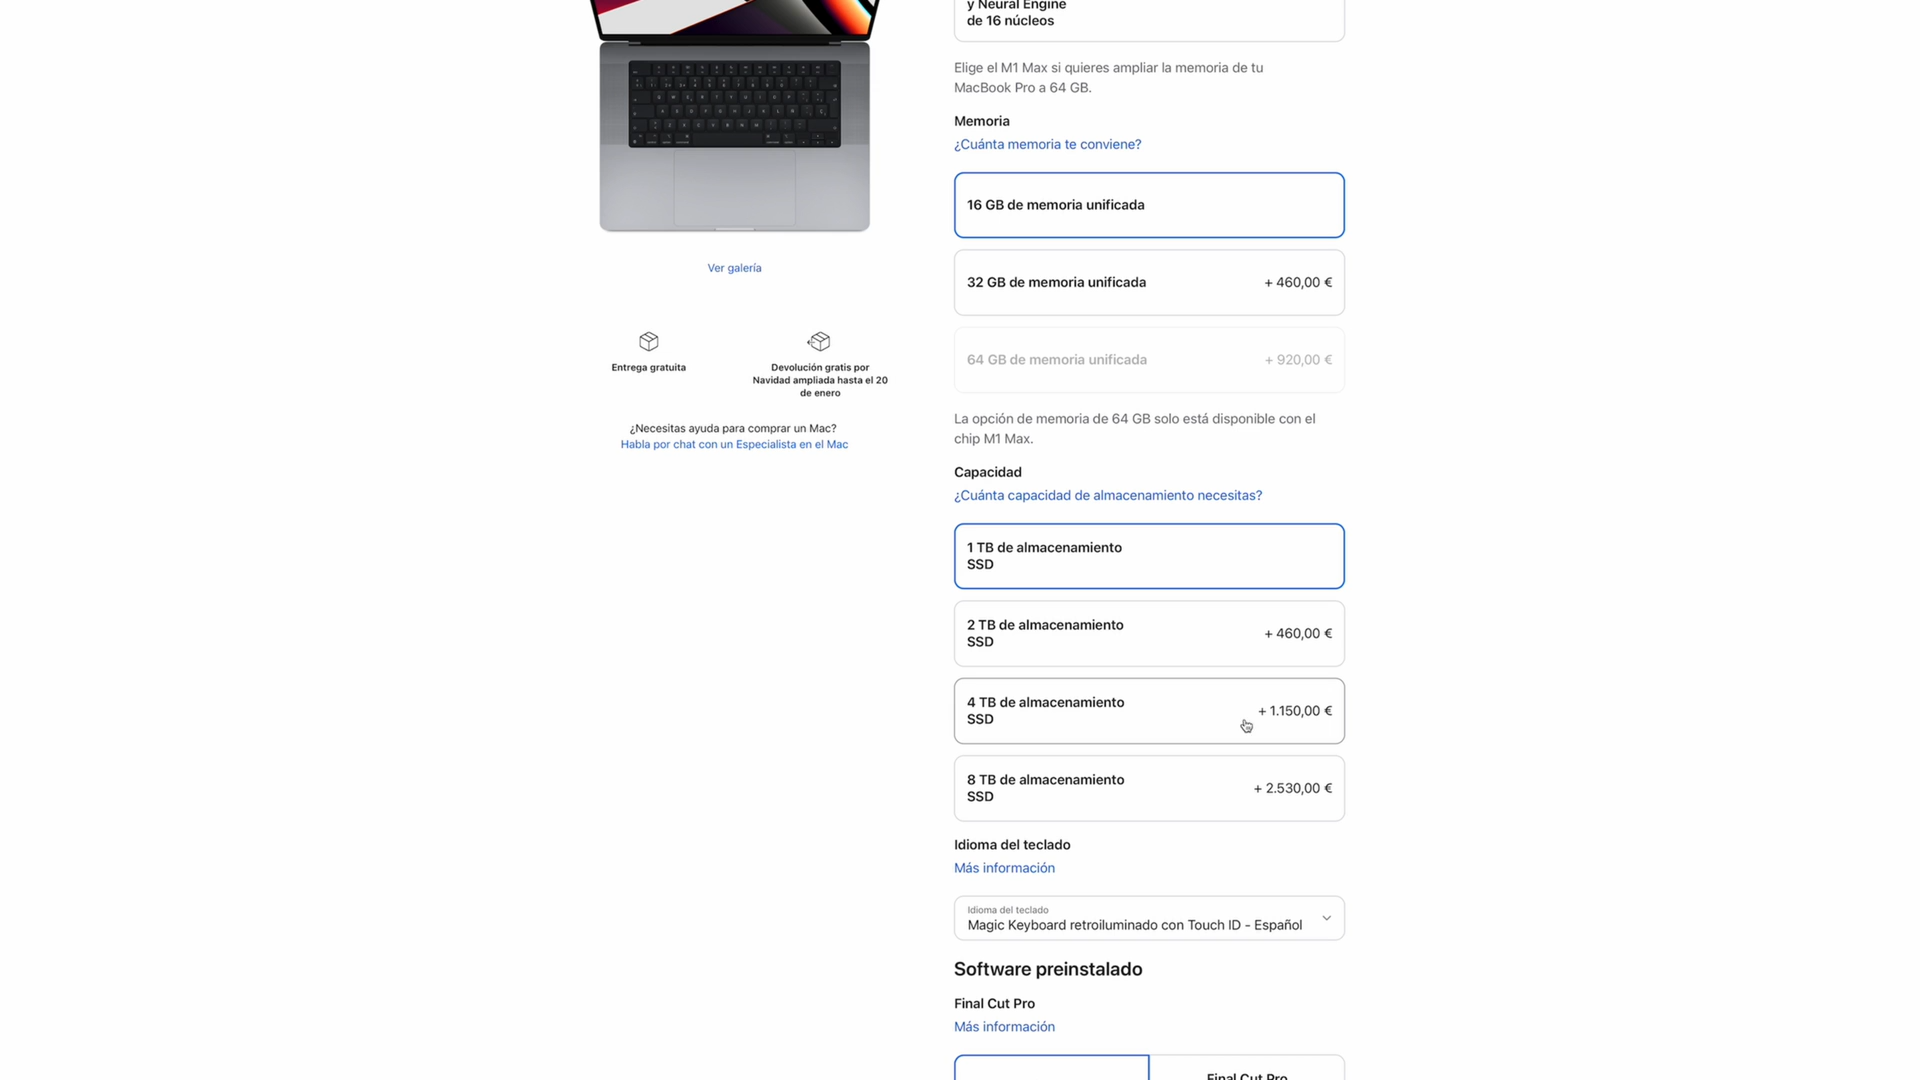 y Neural Engine
de 16 núcleos
Elige el M1 Max si quieres ampliar la memoria de tu
MacBook Pro a 64 GB.
Memoria
¿Cuánta memoria te conviene?
16 GB de memoria unificada
32 GB de memoria unificada + 460,00 €
64 GB de memoria unificada + 920,00 €
La opción de memoria de 64 GB solo está disponible con el
chip M1 Max.
Capacidad
¿Cuánta capacidad de almacenamiento necesitas?
1 TB de almacenamiento
SSD
2 TB de almacenamiento
SSD
+ 460,00 €
4 TB de almacenamiento
SSD
+ 1.150,00 €
8 TB de almacenamiento
SSD
+ 2.530,00 €
Idioma del teclado
Más información
Idioma del teclado
Magic Keyboard retroiluminado con Touch ID - Español
Software preinstalado
Final Cut Pro
Más información
Final Cut Pro
Ver galería
Entrega gratuita
Devolución gratis por
Navidad ampliada hasta el 20
de enero
¿Necesitas ayuda para comprar un Mac?
Habla por chat con un Especialista en el Mac